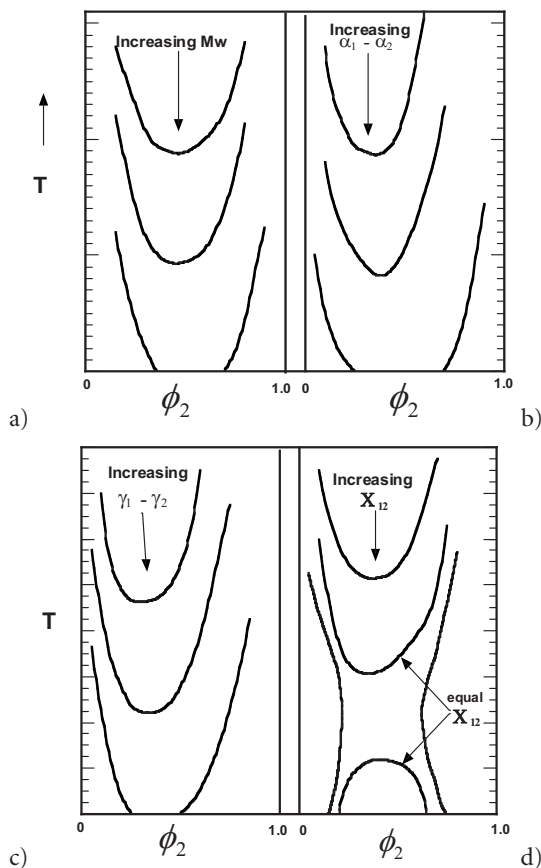 Increasing Mw
Increasing
α₁ - α₂
T
0
1.0
0
1.0
ϕ₂
ϕ₂
a)
b)
Increasing
γ₁ - γ₂
Increasing
X₁₂
T
equal
X₁₂
0
1.0
0
1.0
ϕ₂
ϕ₂
c)
d)